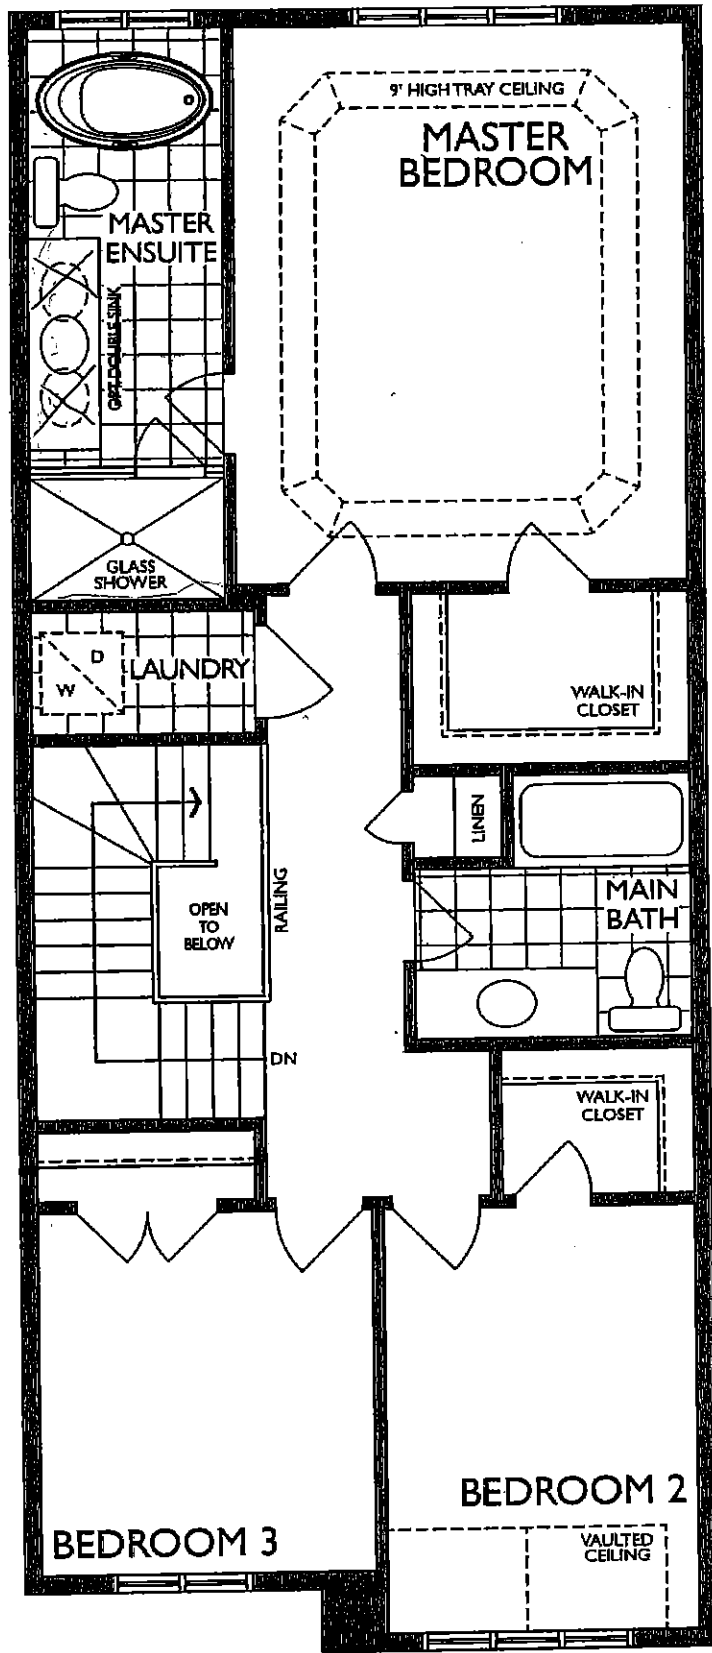 9' HIGH TRAY CEILING
MASTER
BEDROOM
MASTER
ENSUITE
OPT. DOUBLE SINK
GLASS
SHOWER
D
W
LAUNDRY
WALK-IN
CLOSET
LINEN
OPEN
TO
BELOW
RAILING
MAIN
BATH
DN
WALK-IN
CLOSET
BEDROOM 2
BEDROOM 3
VAULTED
CEILING